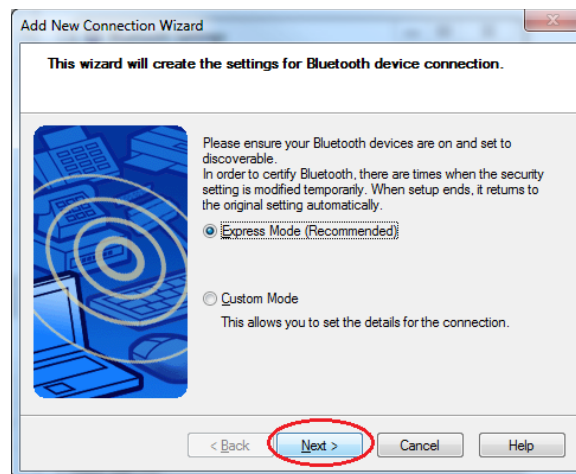 Add New Connection Wizard
This wizard will create the settings for Bluetooth device connection.
Please ensure your Bluetooth devices are on and set to
discoverable.
In order to certify Bluetooth, there are times when the security
setting is modified temporarily. When setup ends, it returns to
the original setting automatically.
Express Mode (Recommended)
Custom Mode
This allows you to set the details for the connection.
< Back Next > Cancel Help